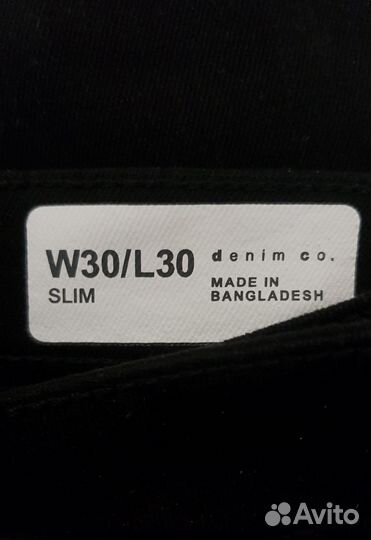 W30/L30
SLIM
denim co.
MADE IN
BANGLADESH
Avito